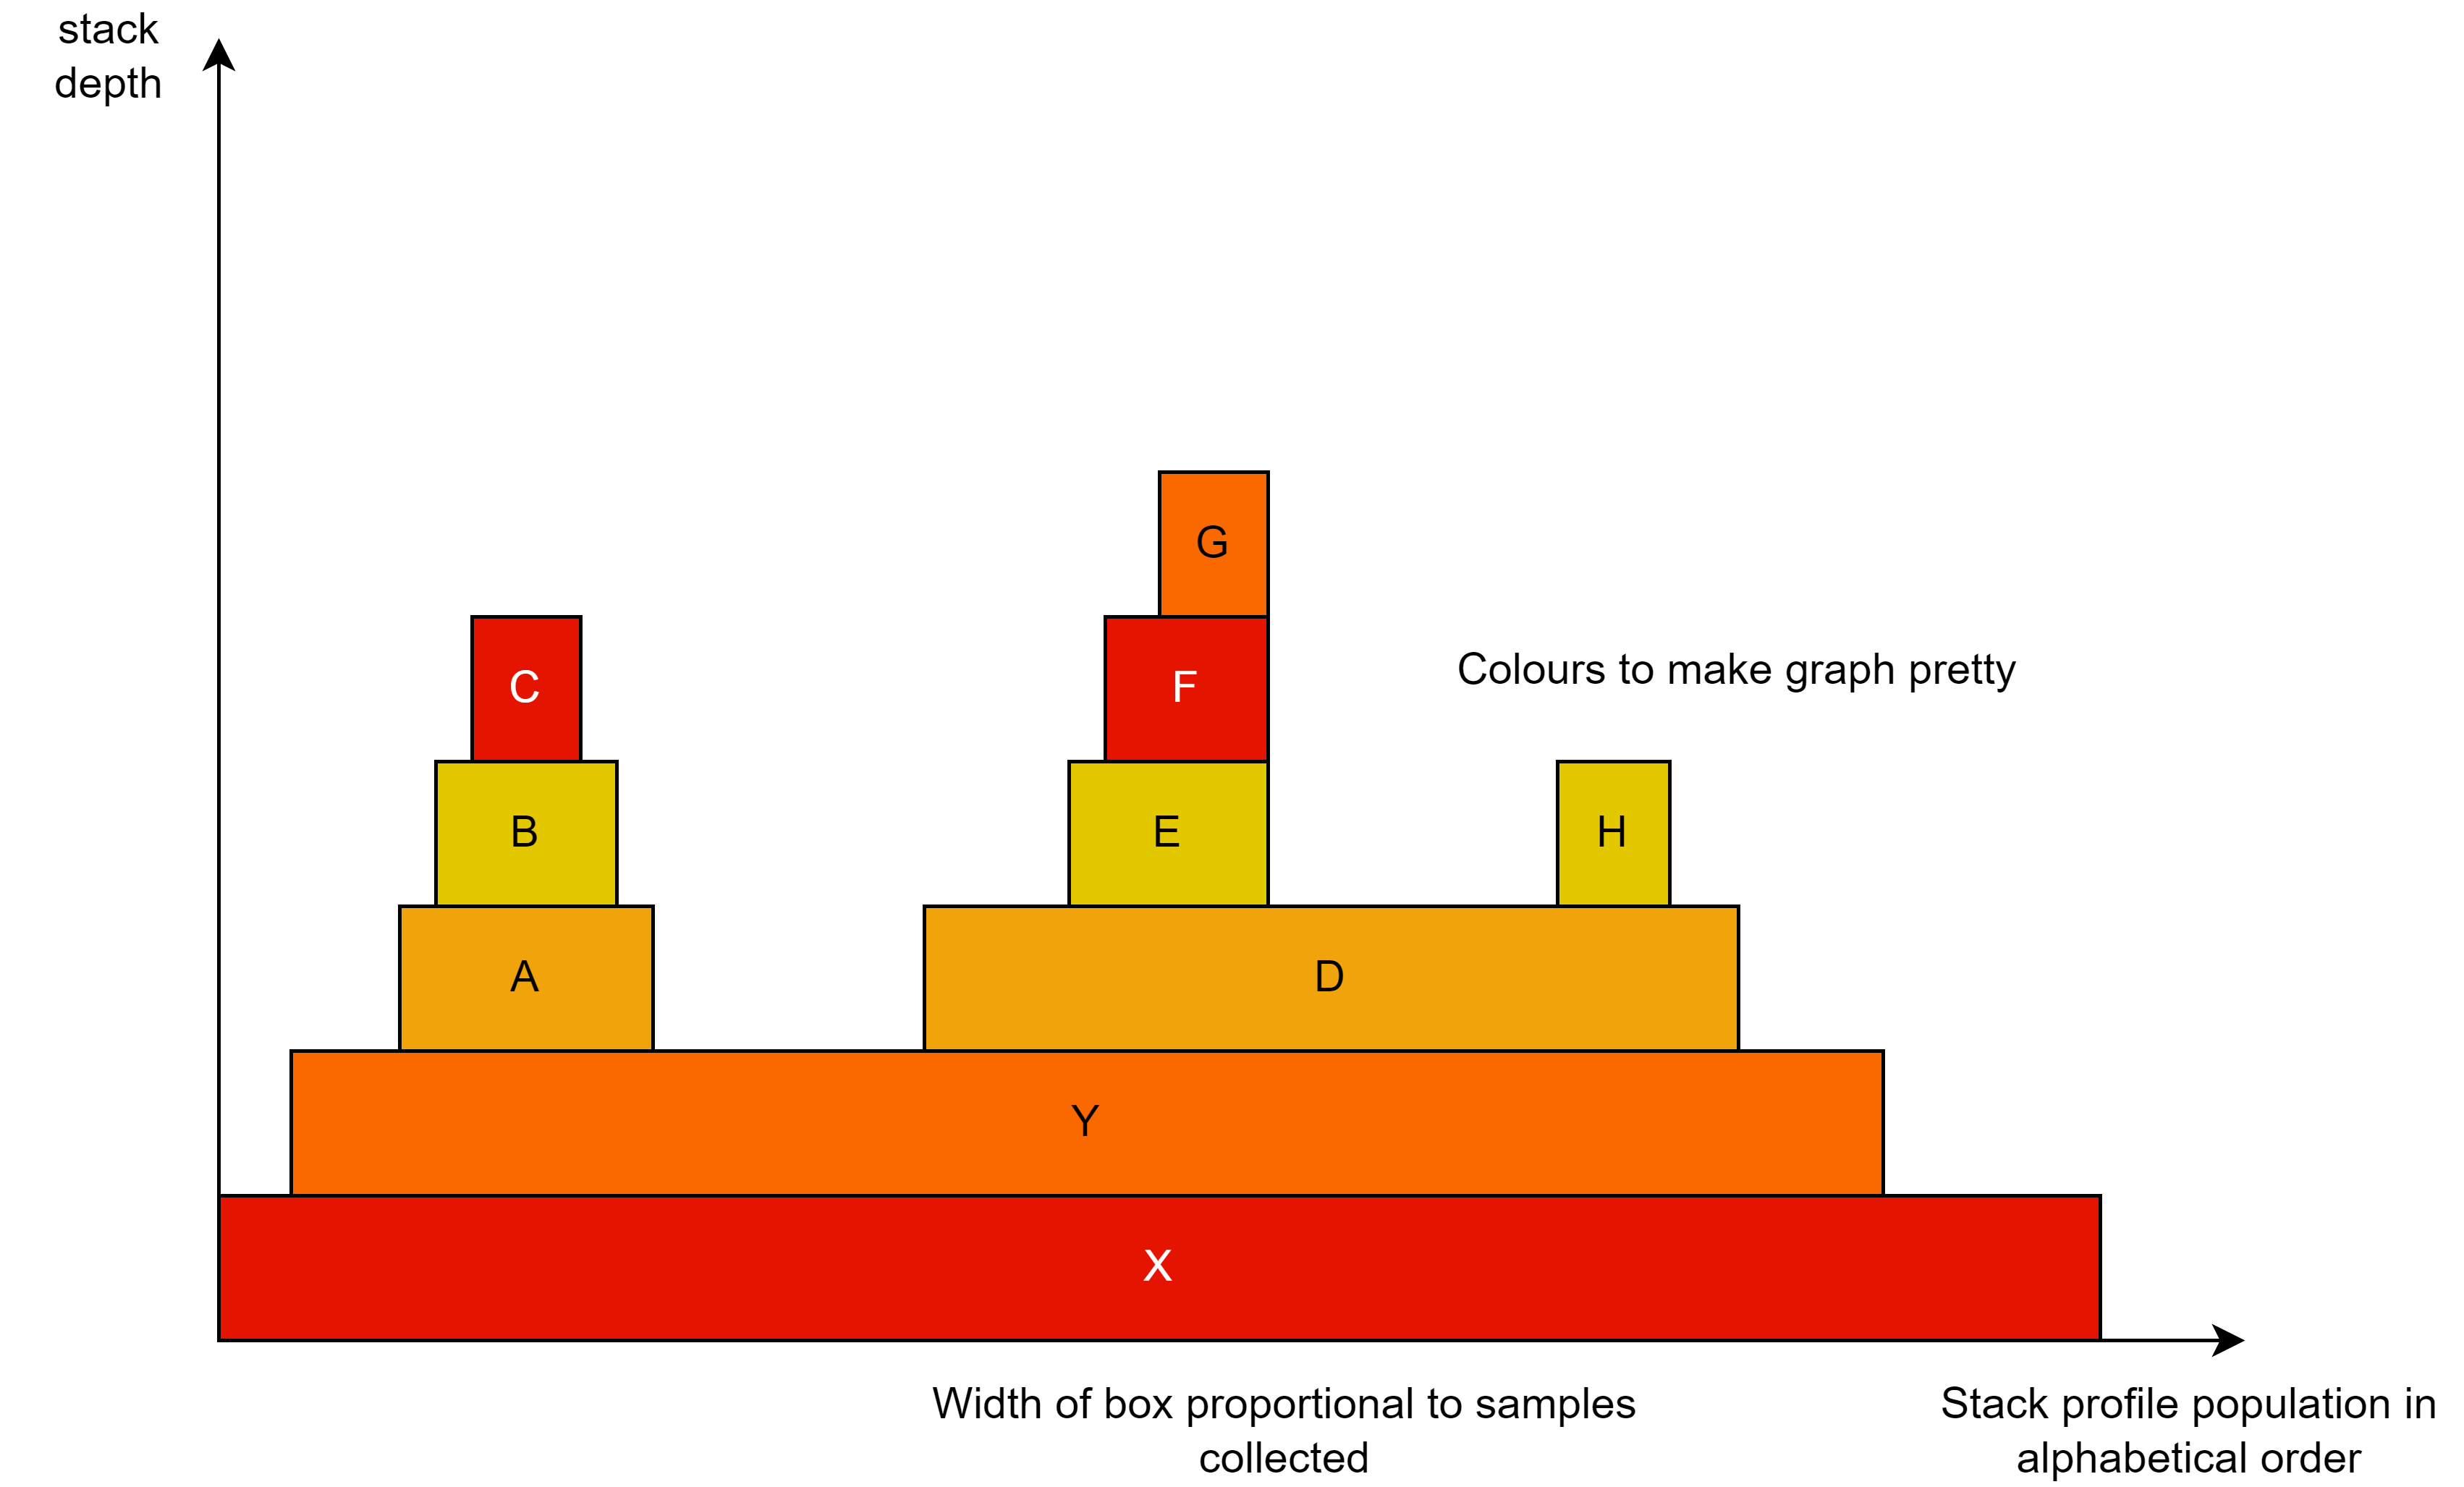 stack
depth
G
C
F
Colours to make graph pretty
B
E
H
A
D
Y
X
Width of box proportional to samples
collected
Stack profile population in
alphabetical order